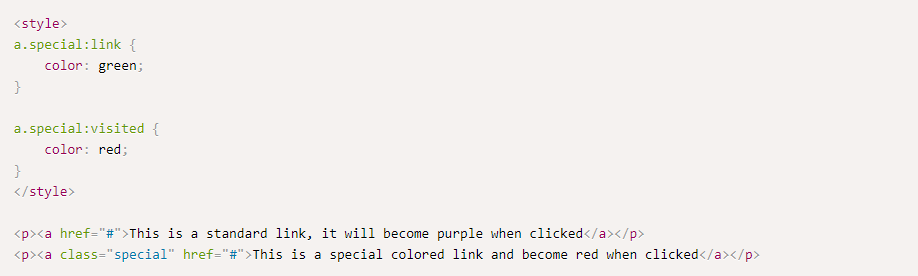 <style>
a.special:link {
    color: green;
}

a.special:visited {
    color: red;
}
</style>

<p><a href="#">This is a standard link, it will become purple when clicked</a></p>
<p><a class="special" href="#">This is a special colored link and become red when clicked</a></p>